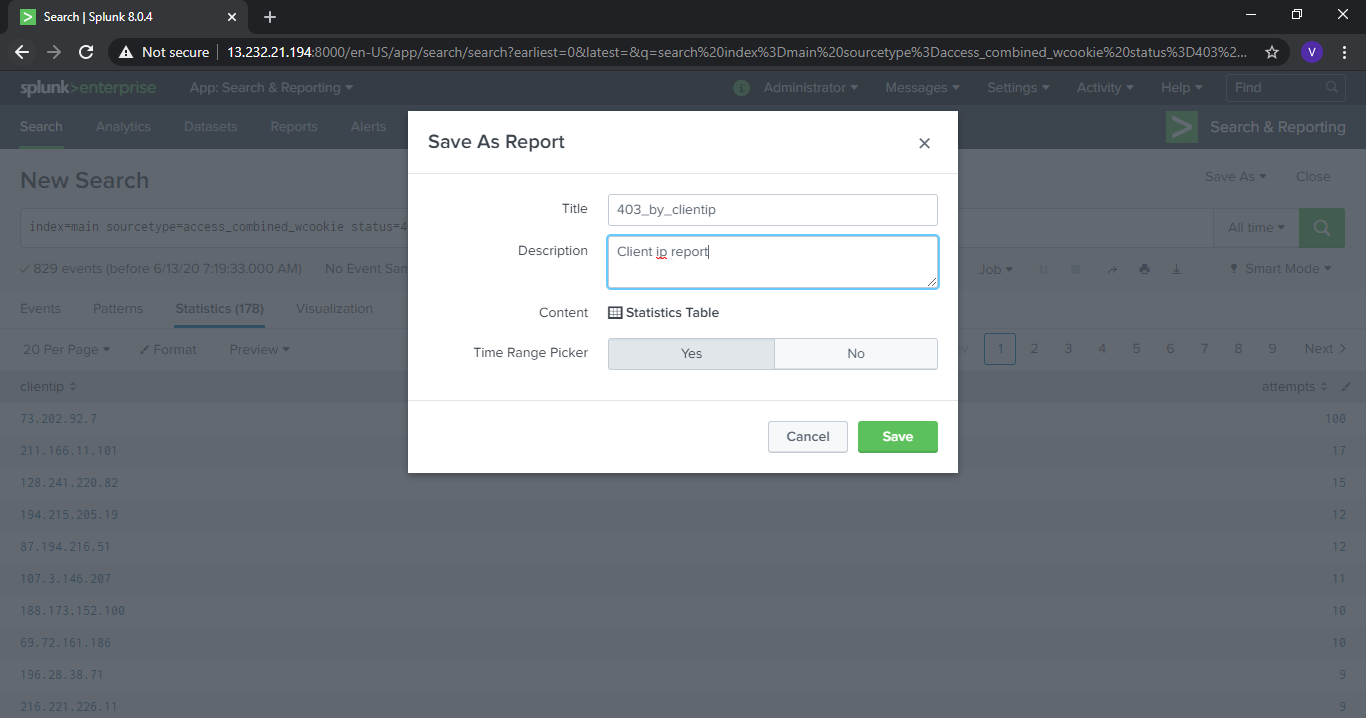 Search | Splunk 8.0.4
Not secure 13.232.21.194:8000/en-US/app/search/search?earliest=0&latest=&q=search%20index%3Dmain%20sourcetype%3Daccess_combined_wcookie%20status%3D403%2... V
splunk>enterprise App: Search & Reporting i Administrator Messages Settings Activity Help Find
Search Analytics Datasets Reports Alerts Search & Reporting
Save As Report
New Search Save As Close
Title 403_by_clientip
index=main sourcetype=access_combined_wcookie status=4 All time
Description Client ip report
829 events (before 6/13/20 7:19:33.000 AM) No Event Sam Job Smart Mode
Events Patterns Statistics (178) Visualization
Content Statistics Table
20 Per Page Format Preview 1 2 3 4 5 6 7 8 9 Next >
Time Range Picker Yes No
clientip attempts
73.202.92.7 100
Cancel Save
211.166.11.101 17
128.241.220.82 15
194.215.205.19 12
87.194.216.51 12
107.3.146.207 11
188.173.152.100 10
69.72.161.186 10
196.28.38.71 9
216.221.226.11 9